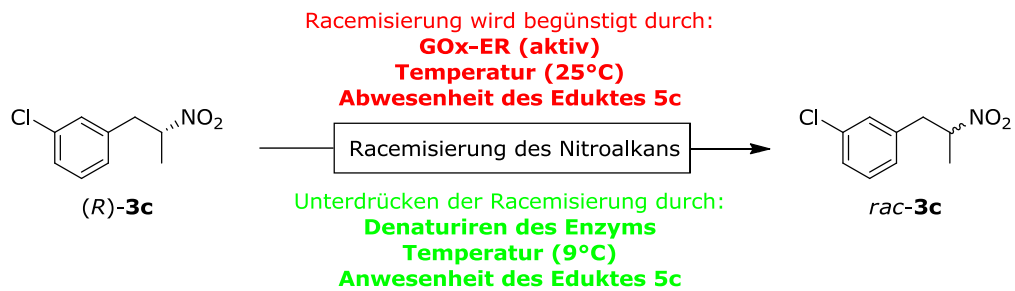 Racemisierung wird begünstigt durch:
GOx-ER (aktiv)
Temperatur (25°C)
Abwesenheit des Eduktes 5c
Cl
NO2
(R)-3c
Racemisierung des Nitroalkans
Cl
NO2
rac-3c
Unterdrücken der Racemisierung durch:
Denaturiren des Enzyms
Temperatur (9°C)
Anwesenheit des Eduktes 5c